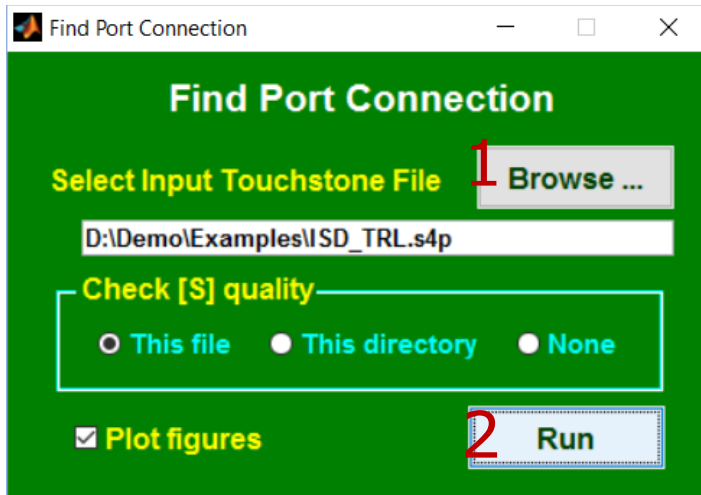 Find Port Connection
Find Port Connection
Select Input Touchstone File 1 Browse ...
D:\Demo\Examples\ISD_TRL.s4p
Check [S] quality
This file This directory None
Plot figures 2 Run